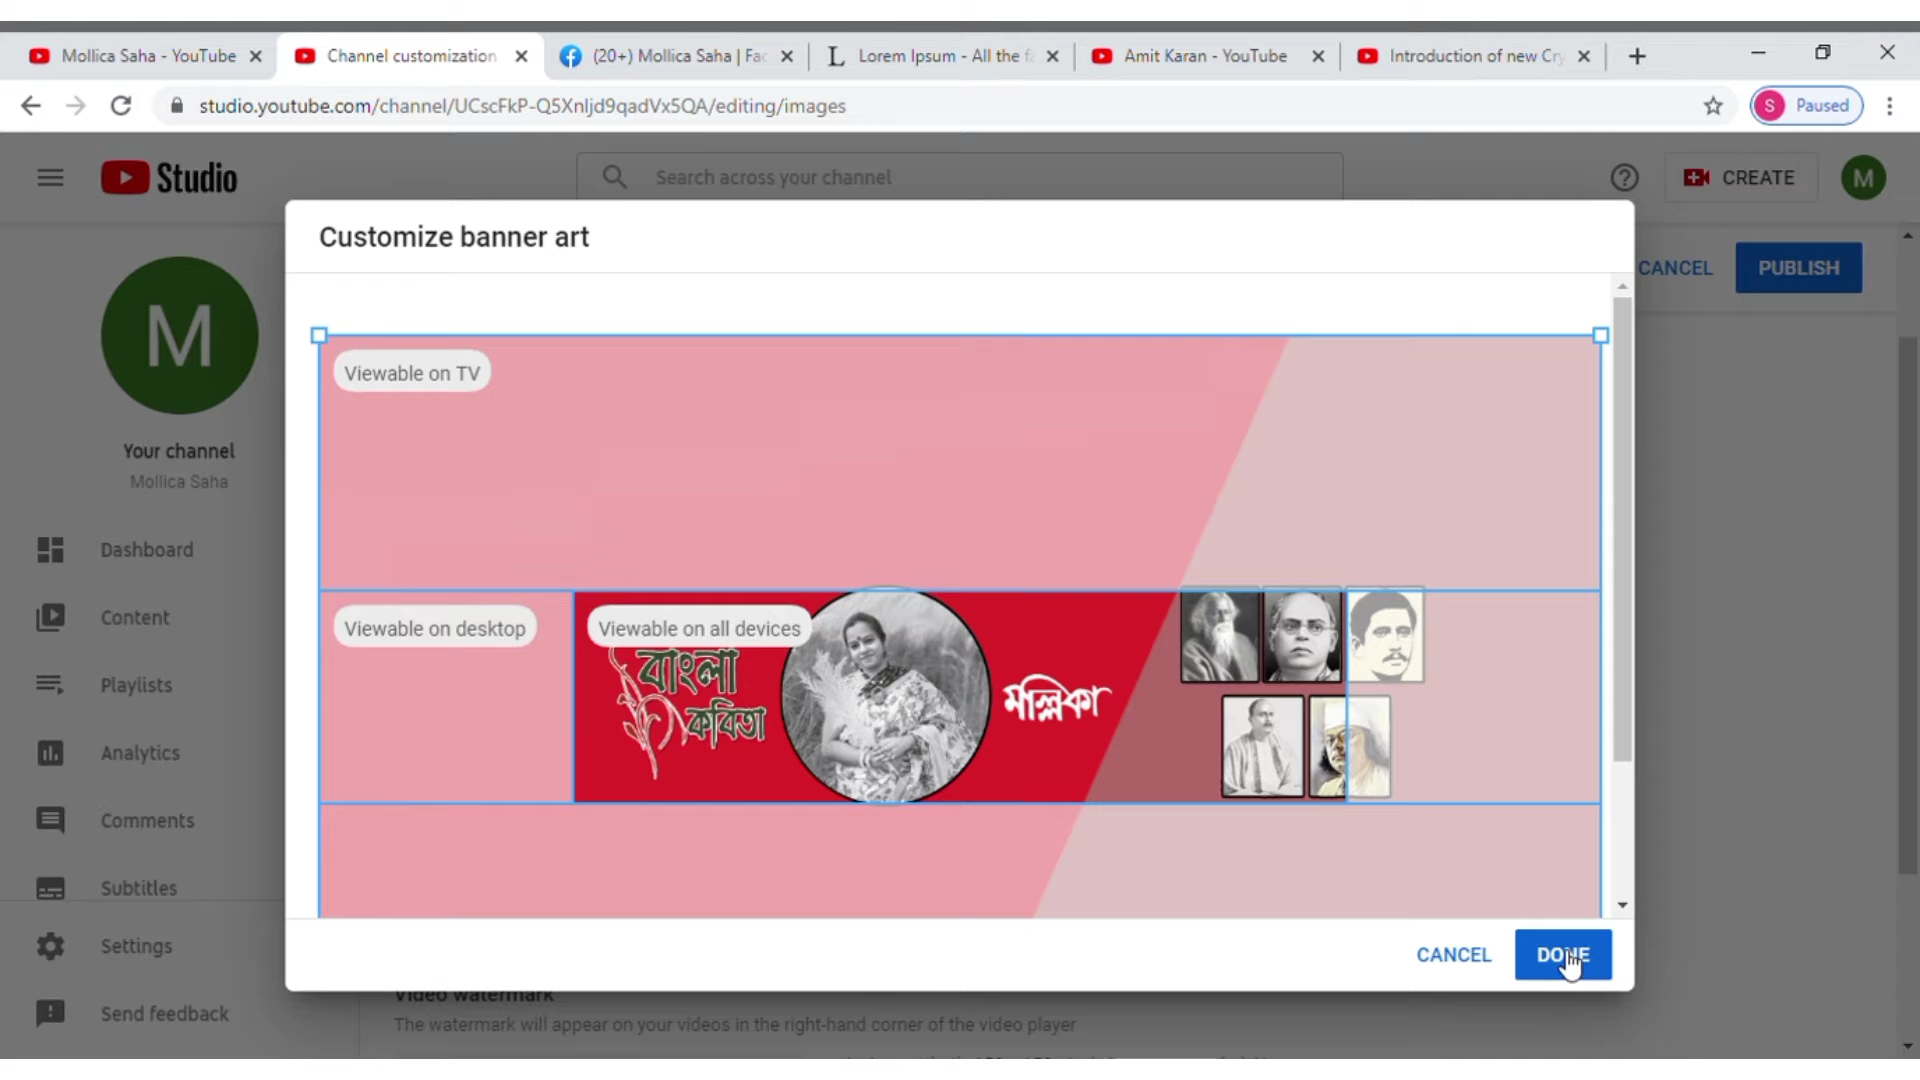 Mollica Saha - YouTube
Channel customization
(20+) Mollica Saha | Fac
Lorem Ipsum - All the fa
Amit Karan - YouTube
Introduction of new Cry
studio.youtube.com/channel/UCscFkP-Q5Xnljd9qadVx5QA/editing/images
S Paused
Studio
Search across your channel
CREATE
M
Customize banner art
CANCEL
PUBLISH
M
Your channel
Mollica Saha
Dashboard
Content
Playlists
Analytics
Comments
Subtitles
Settings
Send feedback
Viewable on TV
Viewable on desktop
Viewable on all devices
বাংলা
কবিতা
মল্লিকা
CANCEL
DONE
Video watermark
The watermark will appear on your videos in the right-hand corner of the video player